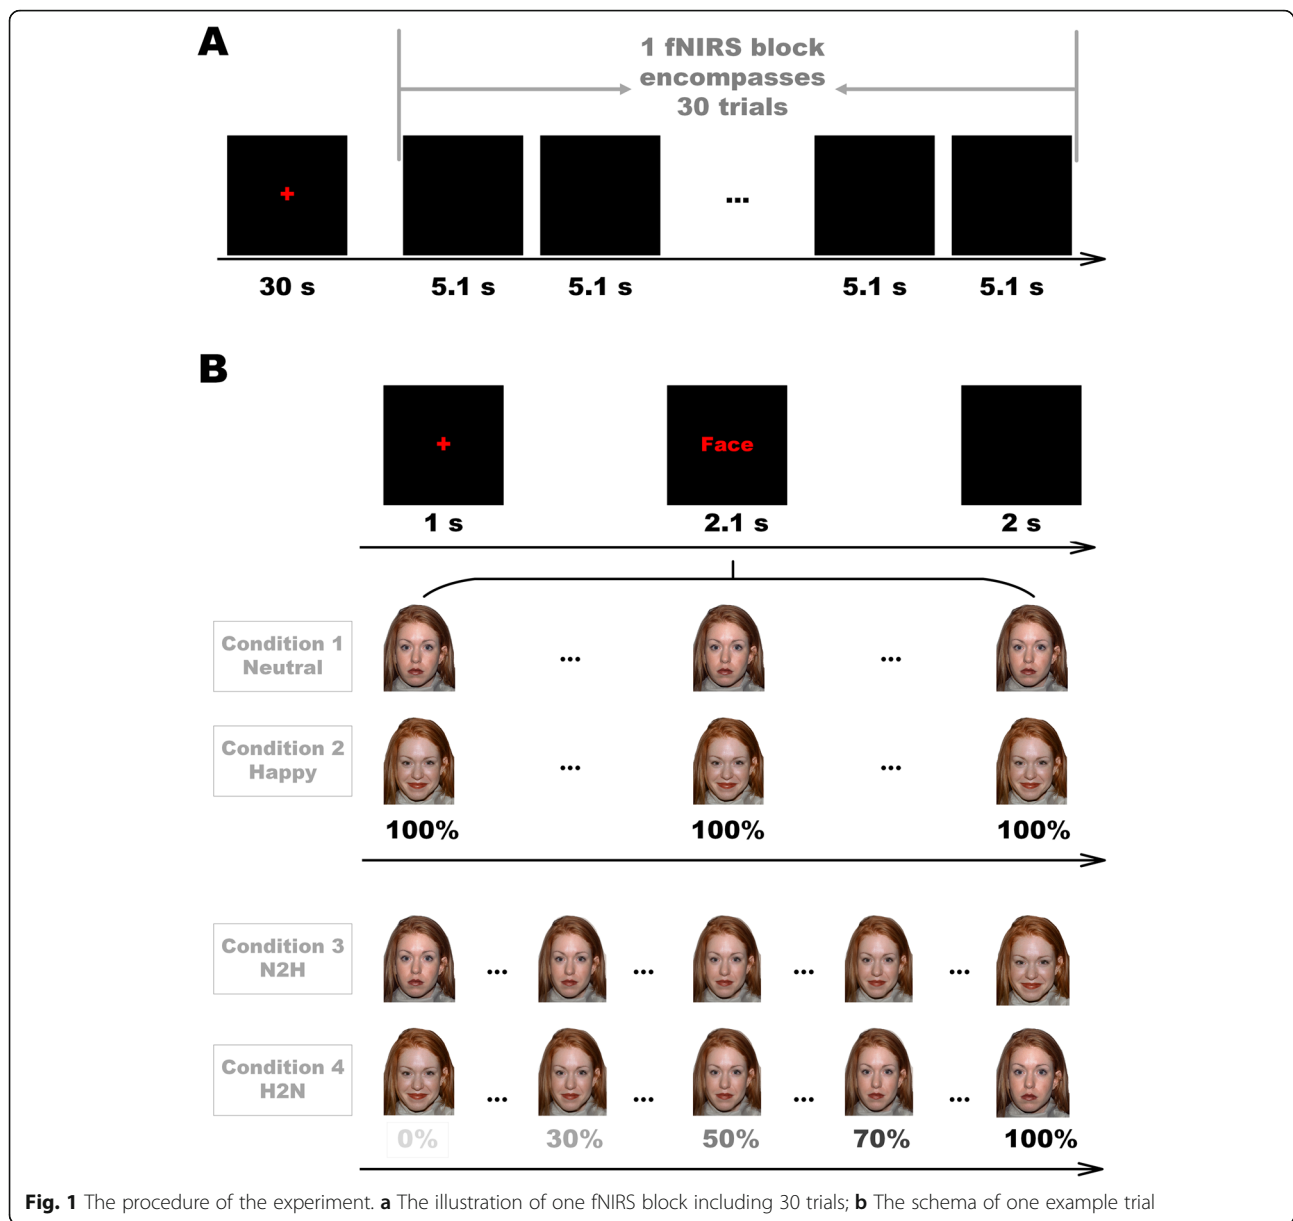 A
1 fNIRS block
encompasses
30 trials
+
...
30 s 5.1 s 5.1 s 5.1 s 5.1 s
B
+ Face
1 s 2.1 s 2 s
Condition 1
Neutral
... ...
Condition 2
Happy
... ...
100% 100% 100%
Condition 3
N2H
... ... ... ...
Condition 4
H2N
... ... ... ...
0% 30% 50% 70% 100%
Fig. 1 The procedure of the experiment. a The illustration of one fNIRS block including 30 trials; b The schema of one example trial